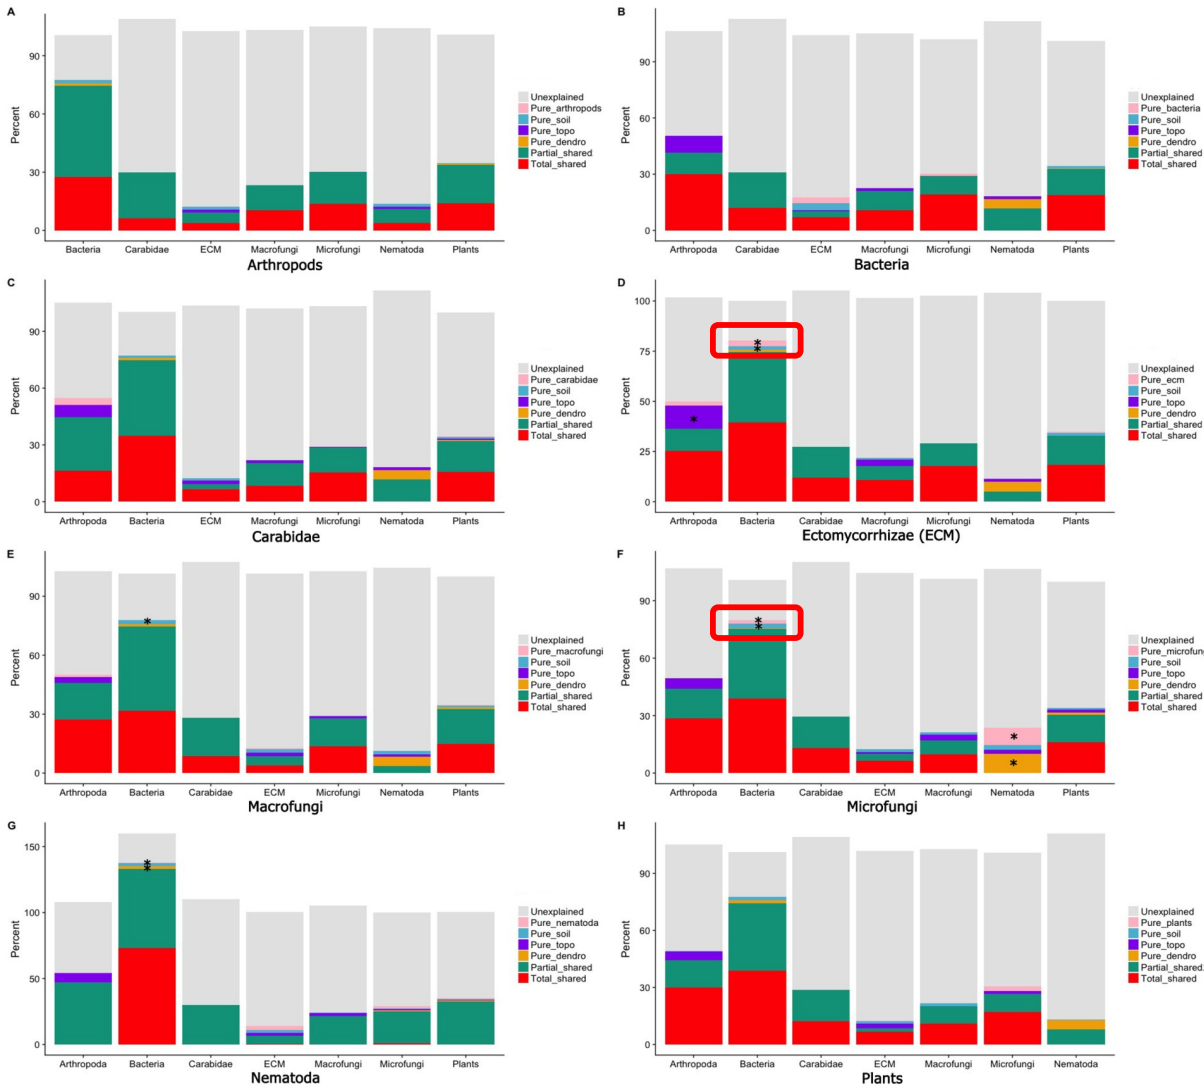 A
Percent
90
60
30
0
Bacteria Carabidae ECM Macrofungi Microfungi Nematoda Plants
Arthropods
Unexplained
Pure_arthropods
Pure_soil
Pure_topo
Pure_dendro
Partial_shared
Total_shared
B
Percent
90
60
30
0
Arthropoda Carabidae ECM Macrofungi Microfungi Nematoda Plants
Bacteria
Unexplained
Pure_bacteria
Pure_soil
Pure_topo
Pure_dendro
Partial_shared
Total_shared
C
Percent
90
60
30
0
Arthropoda Bacteria ECM Macrofungi Microfungi Nematoda Plants
Carabidae
Unexplained
Pure_carabidae
Pure_soil
Pure_topo
Pure_dendro
Partial_shared
Total_shared
D
Percent
100
75
50
25
0
* * *
Arthropoda Bacteria Carabidae Macrofungi Microfungi Nematoda Plants
Ectomycorrhizae (ECM)
Unexplained
Pure_ecm
Pure_soil
Pure_topo
Pure_dendro
Partial_shared
Total_shared
E
Percent
90
60
30
0
*
Arthropoda Bacteria Carabidae ECM Microfungi Nematoda Plants
Macrofungi
Unexplained
Pure_macrofungi
Pure_soil
Pure_topo
Pure_dendro
Partial_shared
Total_shared
F
Percent
90
60
30
0
* * * *
Arthropoda Bacteria Carabidae ECM Macrofungi Nematoda Plants
Microfungi
Unexplained
Pure_microfung
Pure_soil
Pure_topo
Pure_dendro
Partial_shared
Total_shared
G
Percent
150
100
50
0
* *
Arthropoda Bacteria Carabidae ECM Macrofungi Microfungi Plants
Nematoda
Unexplained
Pure_nematoda
Pure_soil
Pure_topo
Pure_dendro
Partial_shared
Total_shared
H
Percent
90
60
30
0
Arthropoda Bacteria Carabidae ECM Macrofungi Microfungi Nematoda
Plants
Unexplained
Pure_plants
Pure_soil
Pure_topo
Pure_dendro
Partial_shared
Total_shared